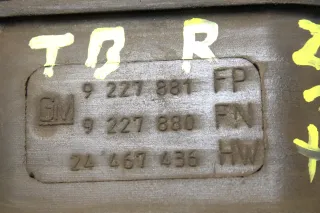 TB R
9 227 881 FP
GM 9 227 880 FN
24 467 436 HW